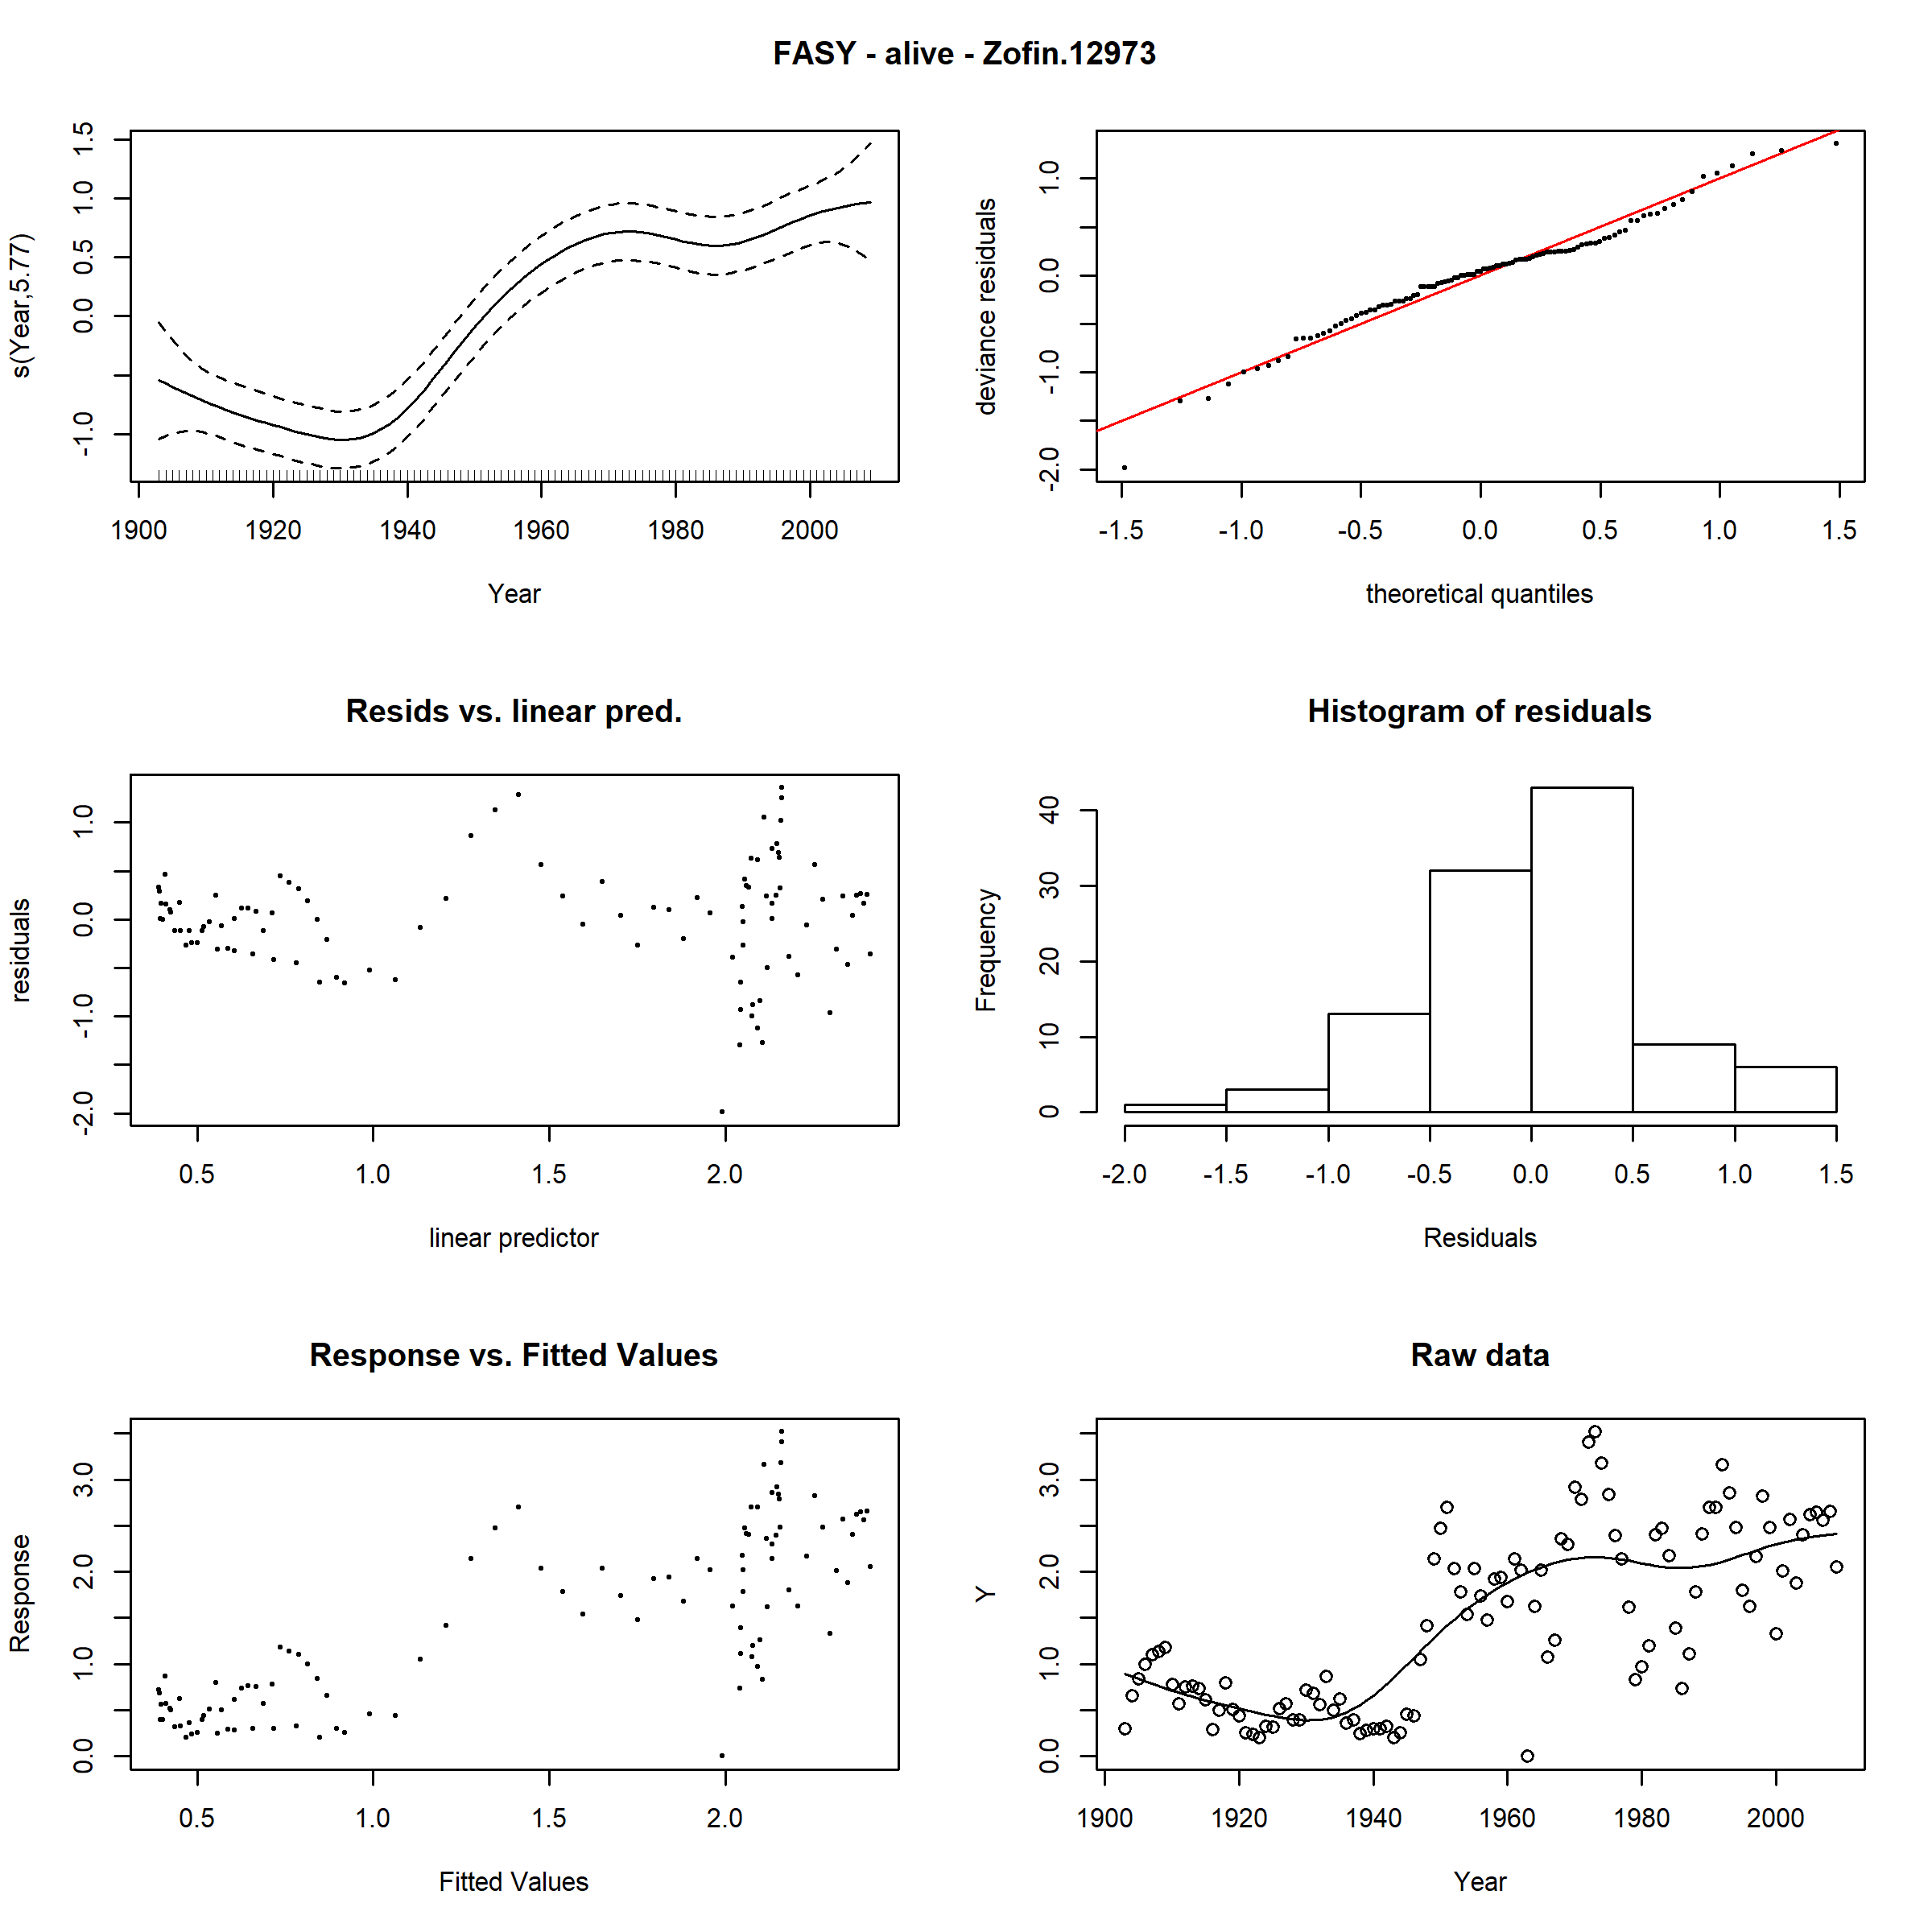 FASY - alive - Zofin.12973
s(Year,5.77)
-1.0 0.0 0.5 1.0 1.5
1900 1920 1940 1960 1980 2000
Year
deviance residuals
-2.0 -1.0 0.0 1.0
-1.5 -1.0 -0.5 0.0 0.5 1.0 1.5
theoretical quantiles
Resids vs. linear pred.
residuals
-2.0 -1.0 0.0 1.0
0.5 1.0 1.5 2.0
linear predictor
Histogram of residuals
Frequency
0 10 20 30 40
-2.0 -1.5 -1.0 -0.5 0.0 0.5 1.0 1.5
Residuals
Response vs. Fitted Values
Response
0.0 1.0 2.0 3.0
0.5 1.0 1.5 2.0
Fitted Values
Raw data
Y
0.0 1.0 2.0 3.0
1900 1920 1940 1960 1980 2000
Year